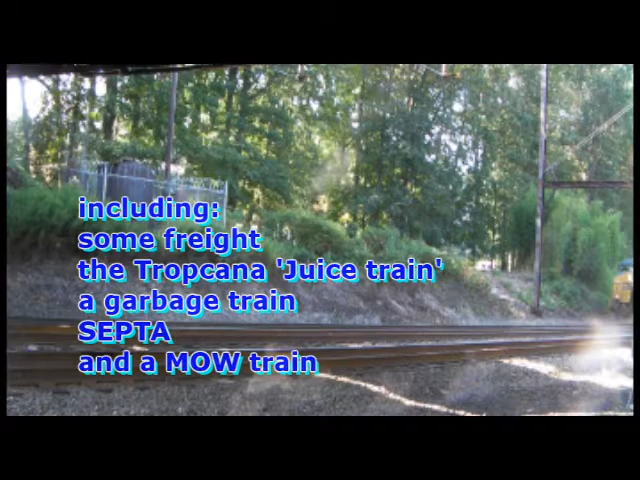 including:
some freight
the Tropcana 'Juice train'
a garbage train
SEPTA
and a MOW train